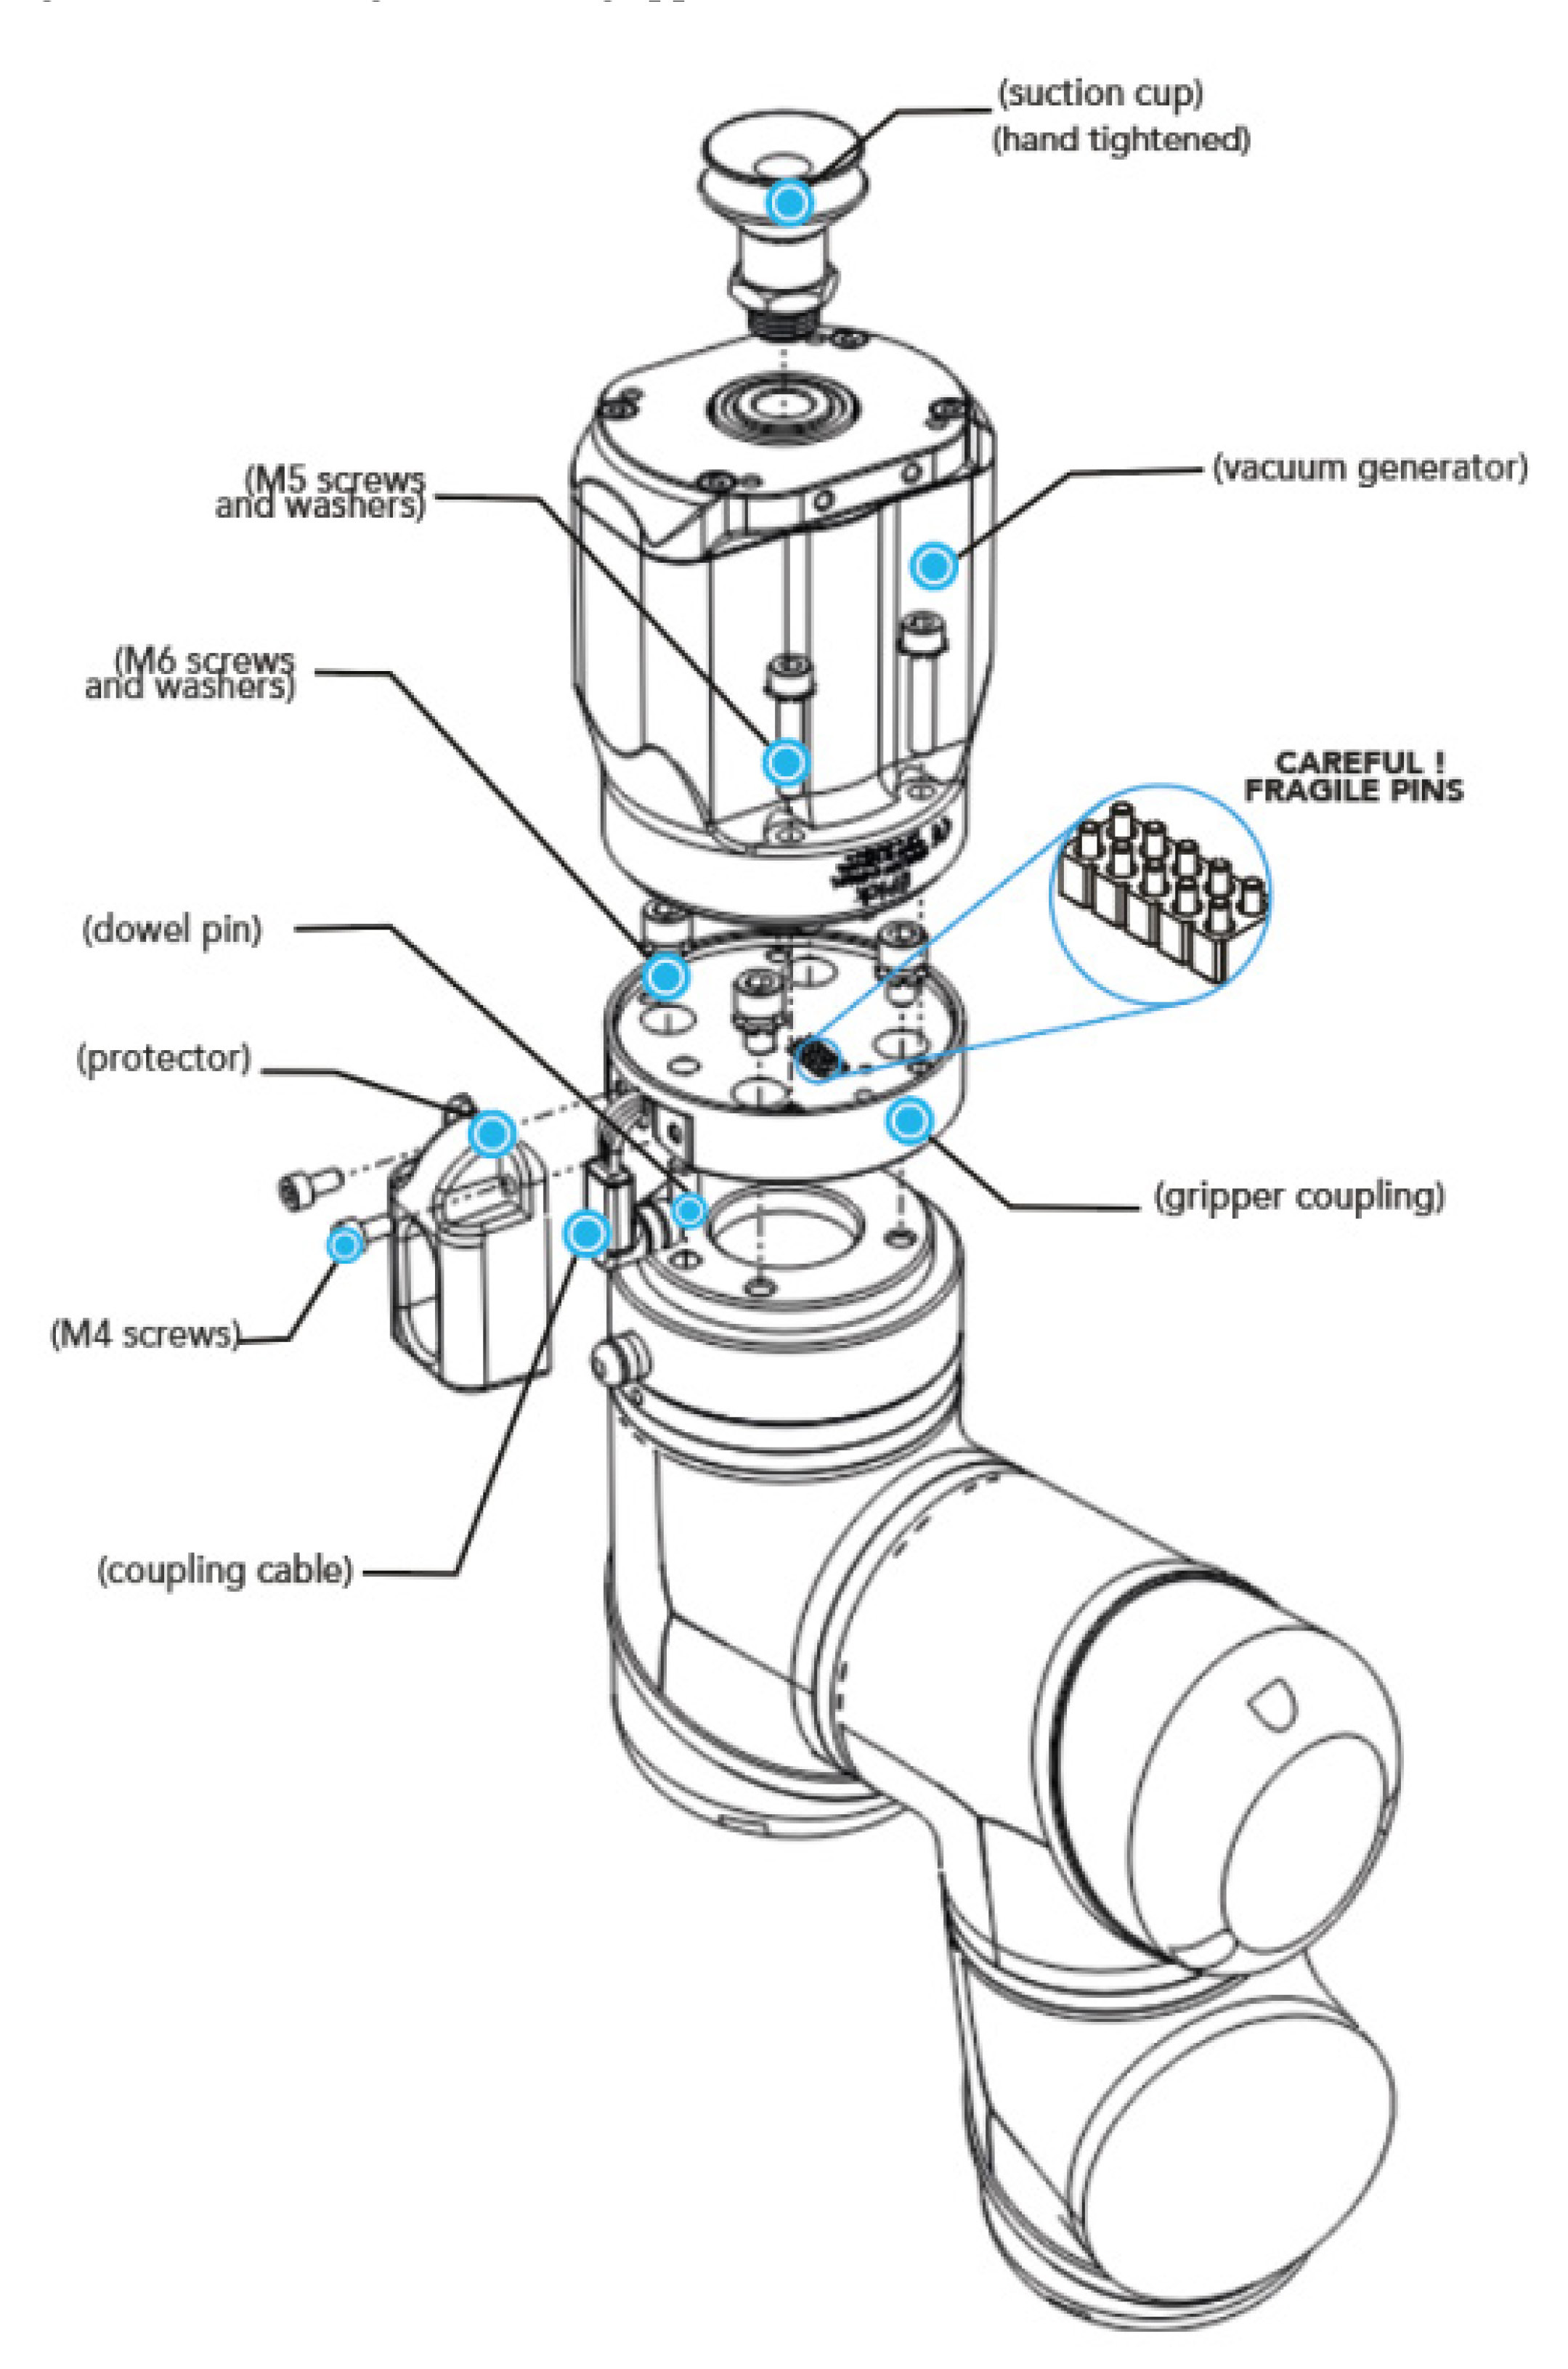 (suction cup)
(hand tightened)
(M5 screws
and washers)
(vacuum generator)
(M6 screws
and washers)
CAREFUL !
FRAGILE PINS
(dowel pin)
(protector)
(gripper coupling)
(M4 screws)
(coupling cable)